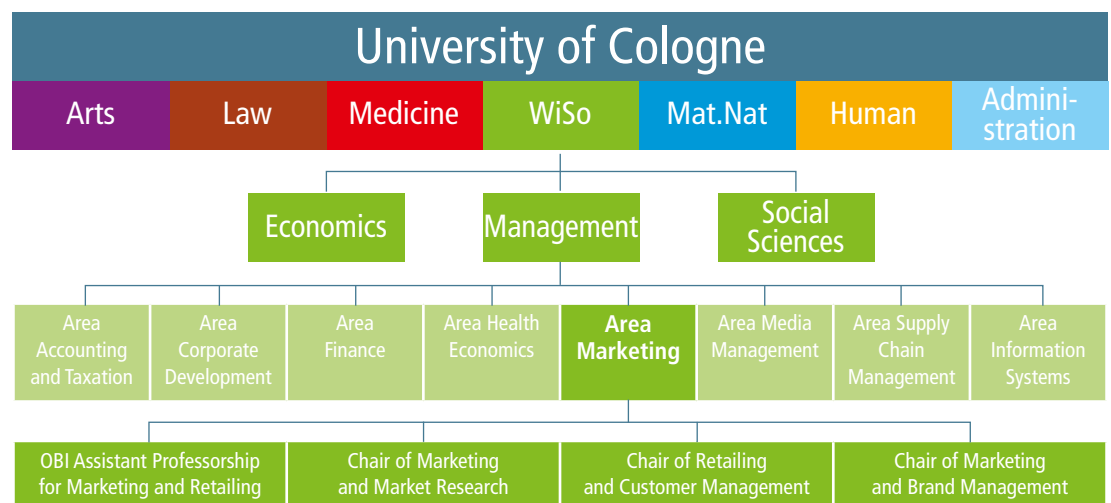 University of Cologne
Arts
Law
Medicine
WiSo
Mat.Nat
Human
Admini-
stration
Economics
Management
Social
Sciences
Area
Accounting
and Taxation
Area
Corporate
Development
Area
Finance
Area Health
Economics
Area
Marketing
Area Media
Management
Area Supply
Chain
Management
Area
Information
Systems
OBI Assistant Professorship
for Marketing and Retailing
Chair of Marketing
and Market Research
Chair of Retailing
and Customer Management
Chair of Marketing
and Brand Management